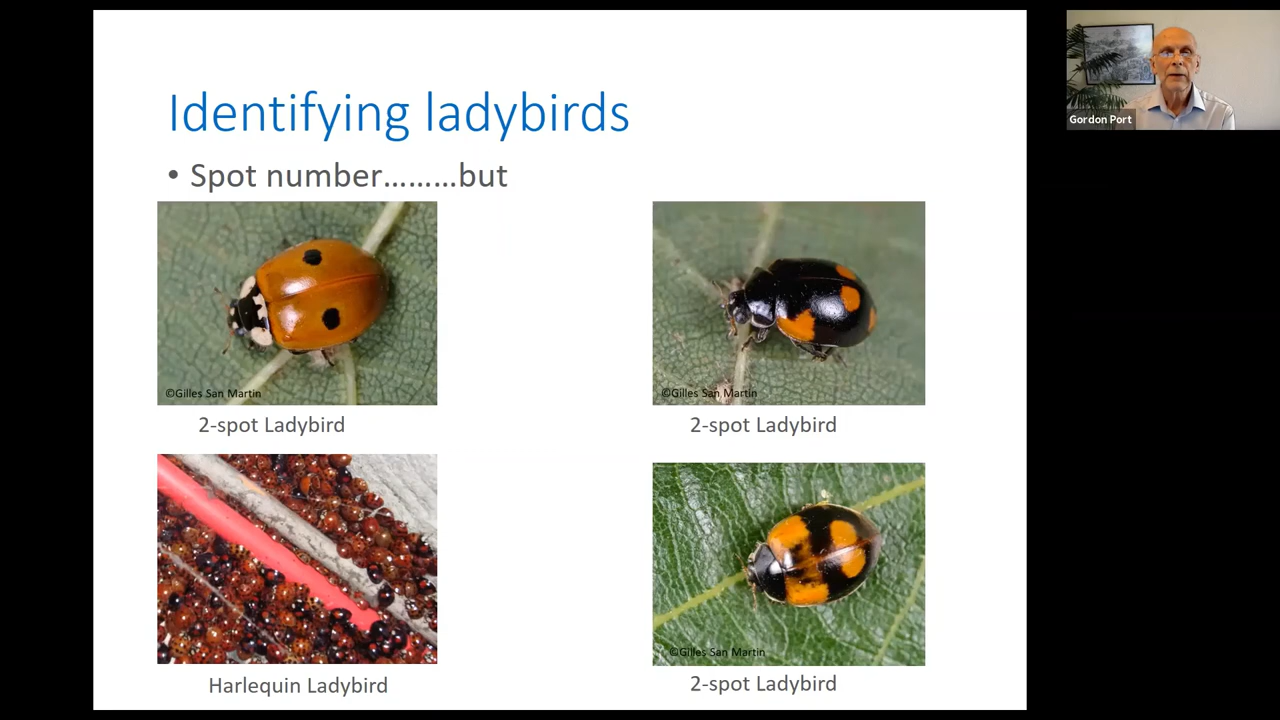 Identifying ladybirds
• Spot number………but
©Gilles San Martin
©Gilles San Martin
2-spot Ladybird
2-spot Ladybird
©Gilles San Martin
Harlequin Ladybird
2-spot Ladybird
Gordon Port